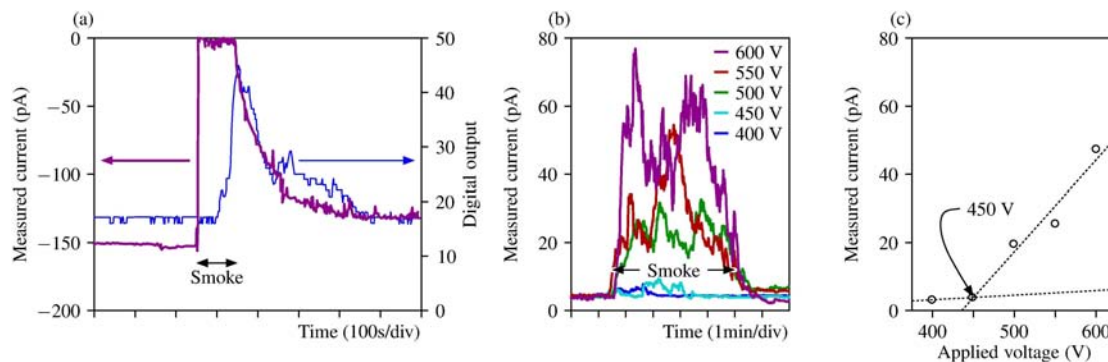 (a)
0
−50
−100
−150
−200
Measured current (pA)
50
40
30
20
10
0
Digital output
Smoke
Time (100s/div)
(b)
80
60
40
20
0
Measured current (pA)
600 V
550 V
500 V
450 V
400 V
Smoke
Time (1min/div)
(c)
80
60
40
20
0
Measured current (pA)
450 V
400
500
600
Applied voltage (V)